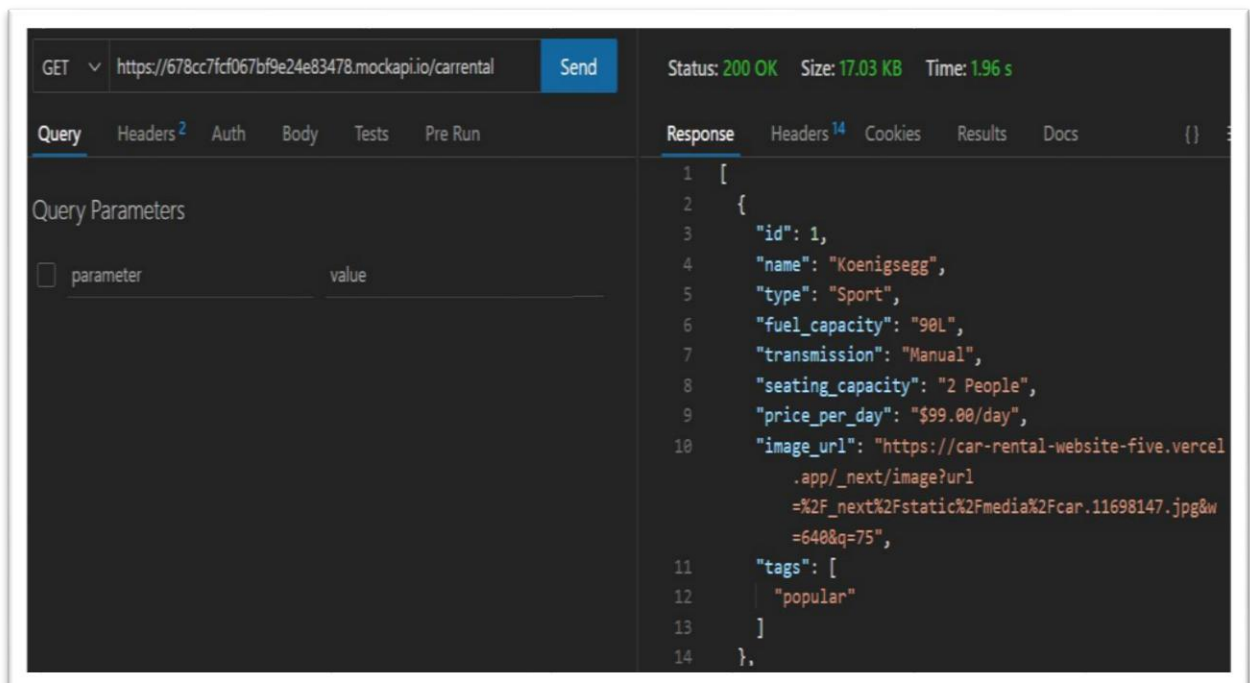 GET https://678cc7fcf067bf9e24e83478.mockapi.io/carrental Send
Query Headers 2 Auth Body Tests Pre Run
Query Parameters
parameter value
Status: 200 OK Size: 17.03 KB Time: 1.96 s
Response Headers 14 Cookies Results Docs {}
1 [
2 {
3 "id": 1,
4 "name": "Koenigsegg",
5 "type": "Sport",
6 "fuel_capacity": "90L",
7 "transmission": "Manual",
8 "seating_capacity": "2 People",
9 "price_per_day": "$99.00/day",
10 "image_url": "https://car-rental-website-five.vercel
.app/_next/image?url
=%2F_next%2Fstatic%2Fmedia%2Fcar.11698147.jpg&w
=640&q=75",
11 "tags": [
12 "popular"
13 ]
14 },